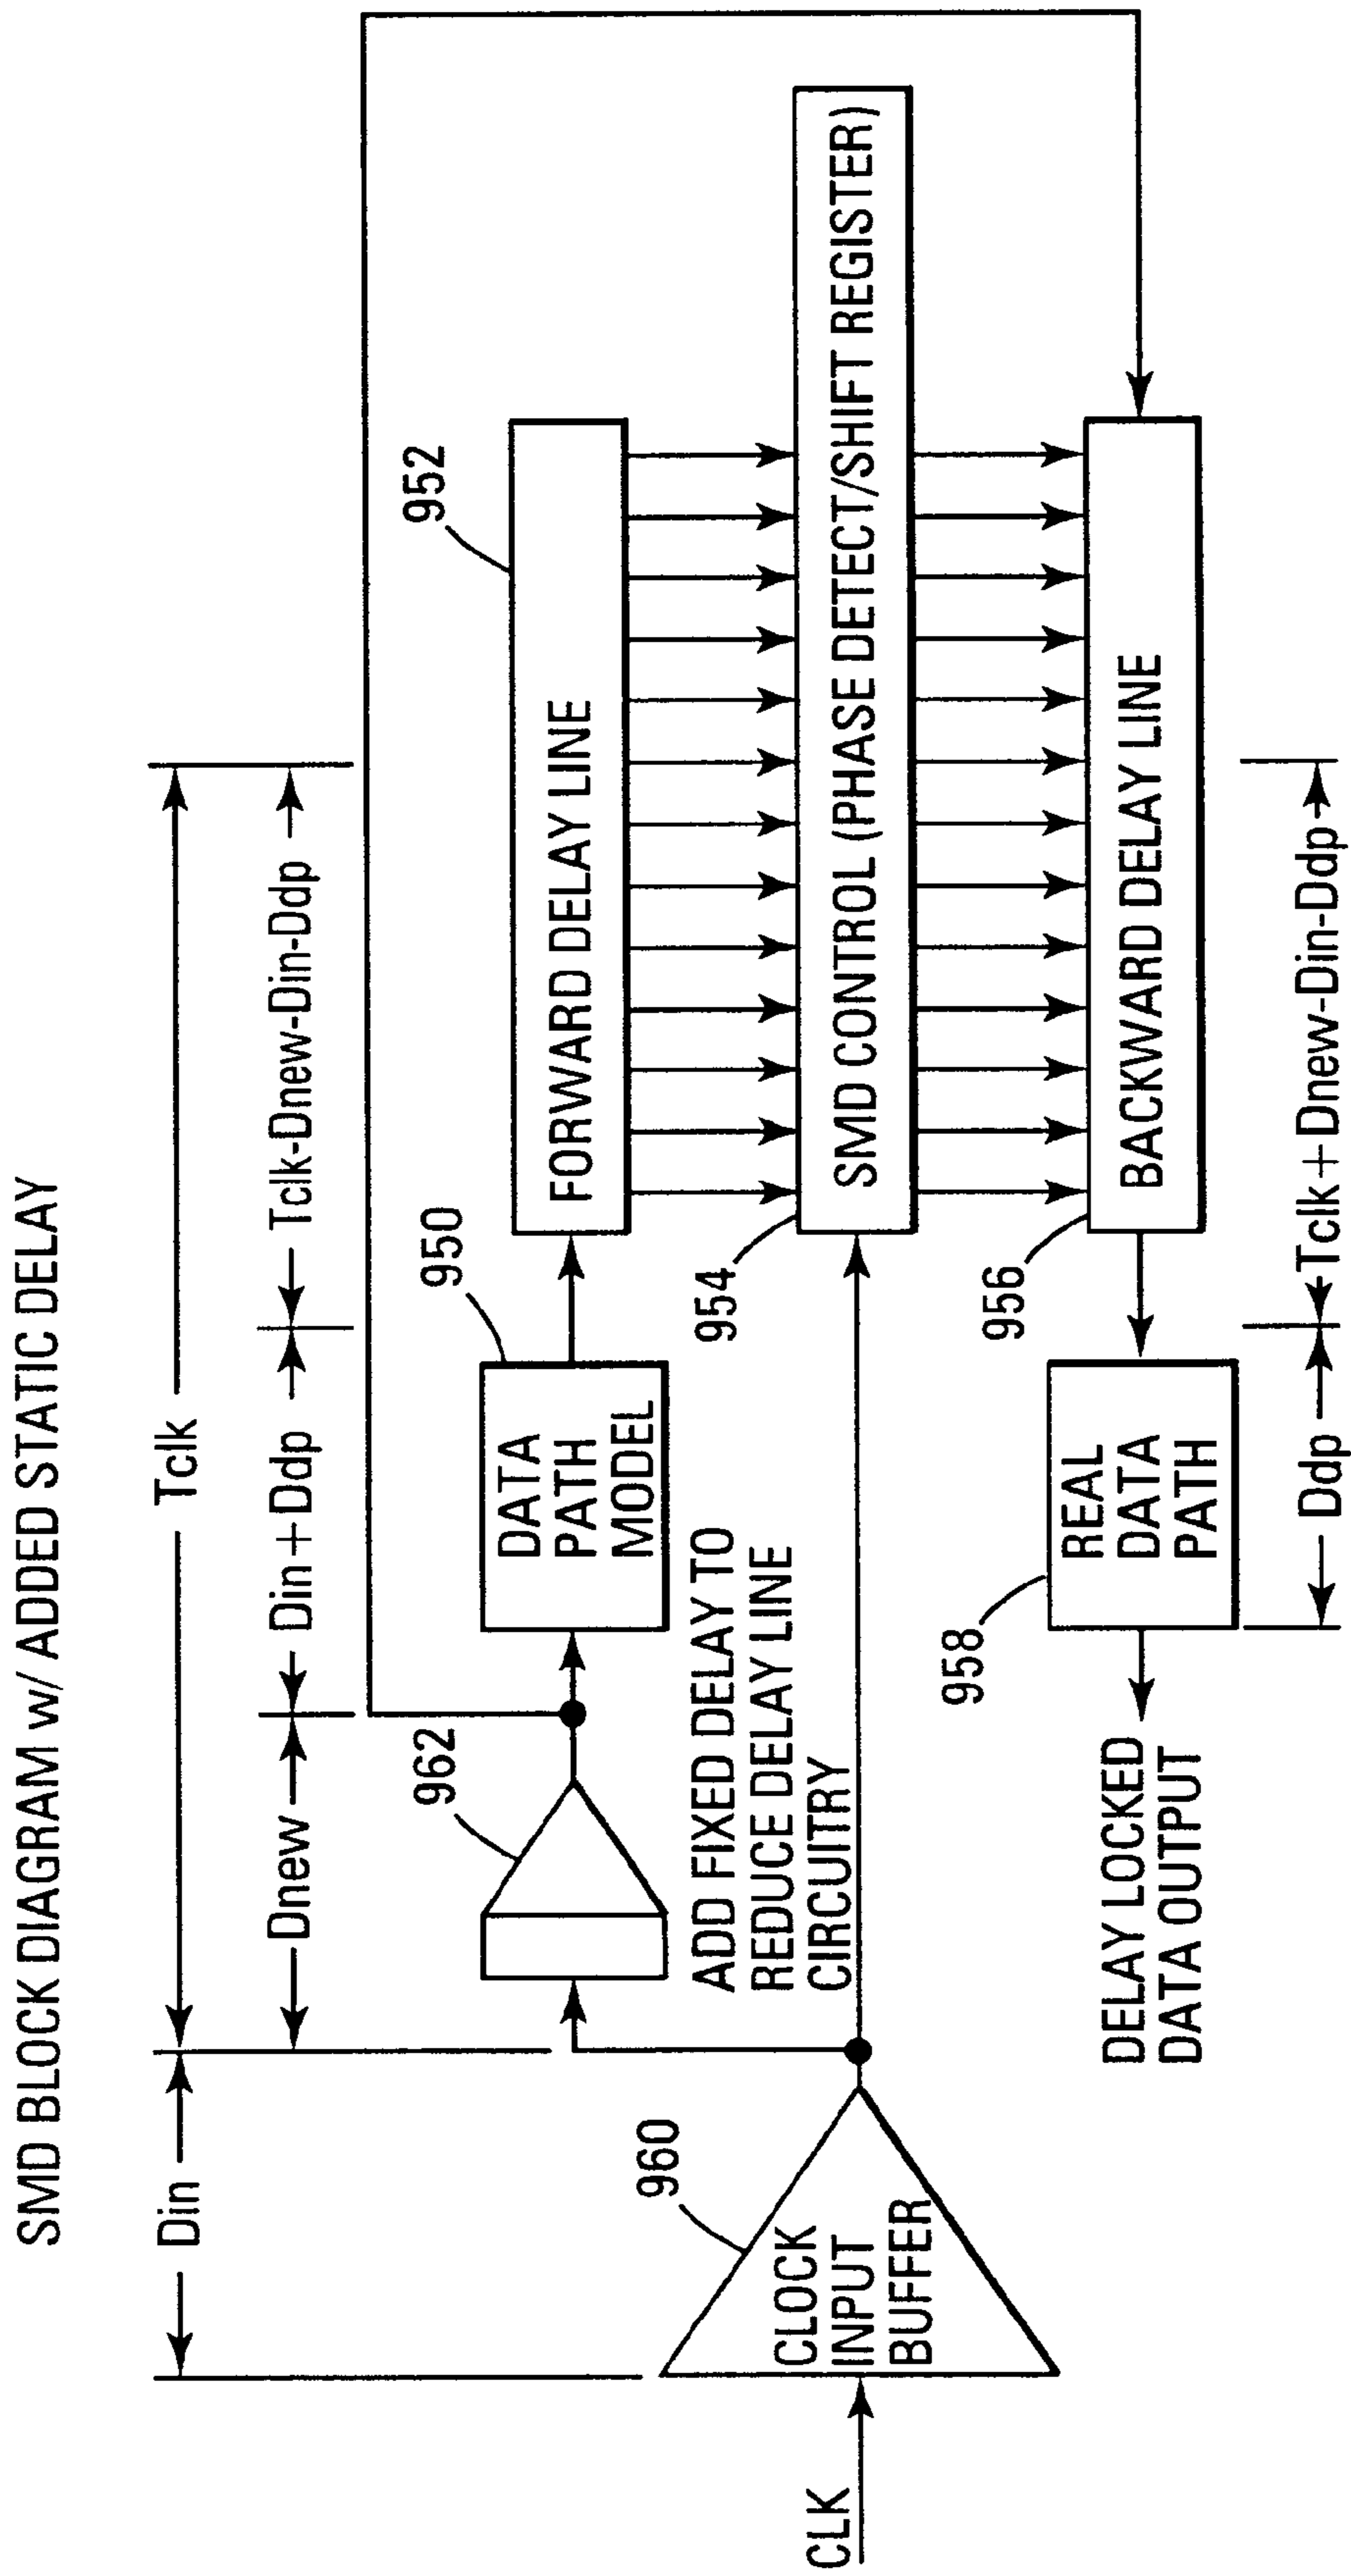 SMD BLOCK DIAGRAM w/ ADDED STATIC DELAY
Din
Tclk
Dnew
Din+Ddp
Tclk-Dnew-Din-Ddp
962
950
952
DATA
PATH
MODEL
FORWARD DELAY LINE
ADD FIXED DELAY TO
REDUCE DELAY LINE
CIRCUITRY
960
CLOCK
INPUT
BUFFER
CLK
954
SMD CONTROL (PHASE DETECT/SHIFT REGISTER)
958
956
REAL
DATA
PATH
BACKWARD DELAY LINE
DELAY LOCKED
DATA OUTPUT
Ddp
Tclk+Dnew-Din-Ddp